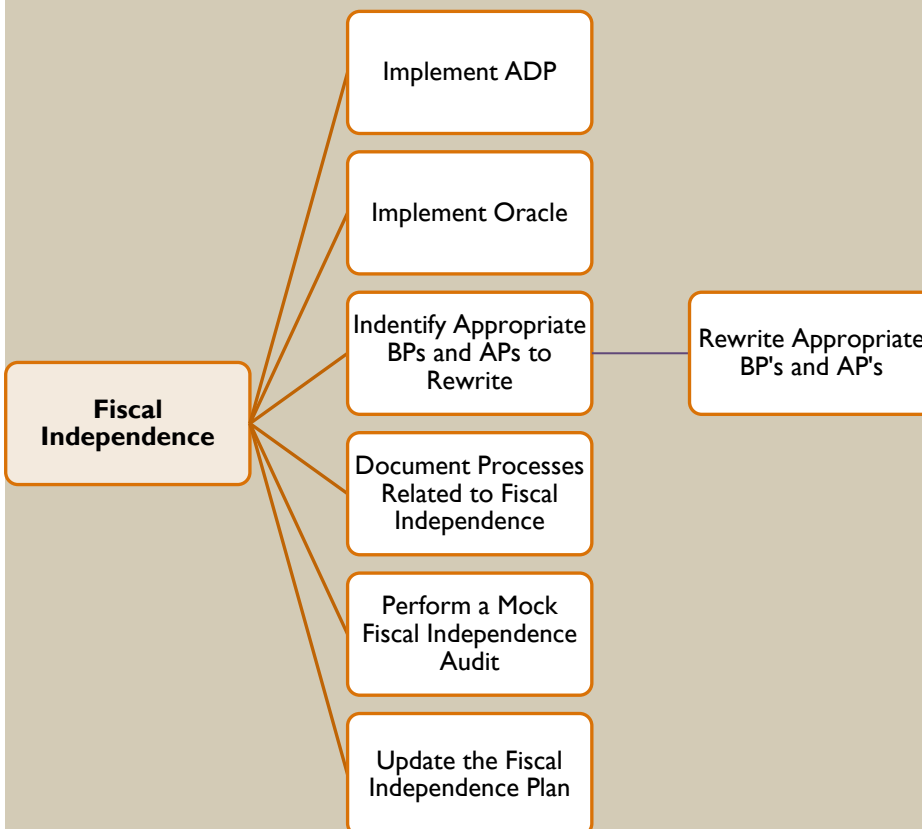 Implement ADP
Implement Oracle
Indentify Appropriate
BPs and APs to
Rewrite
Rewrite Appropriate
BP's and AP's
Fiscal
Independence
Document Processes
Related to Fiscal
Independence
Perform a Mock
Fiscal Independence
Audit
Update the Fiscal
Independence Plan